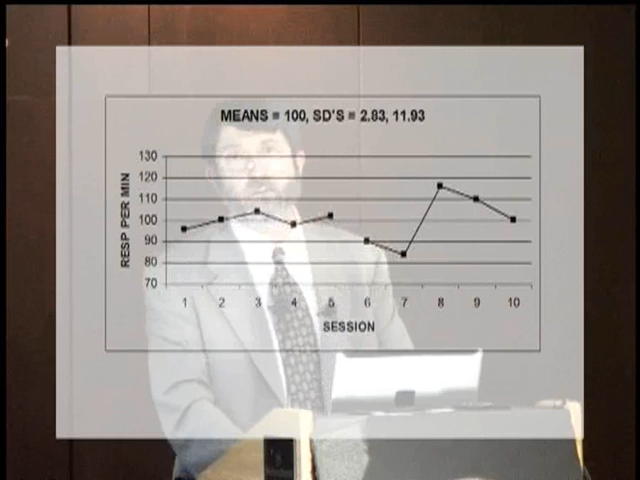 MEANS = 100, SD'S = 2.83, 11.93
RESP PER MIN
130
120
110
100
90
80
70
1 2 3 4 5 6 7 8 9 10
SESSION